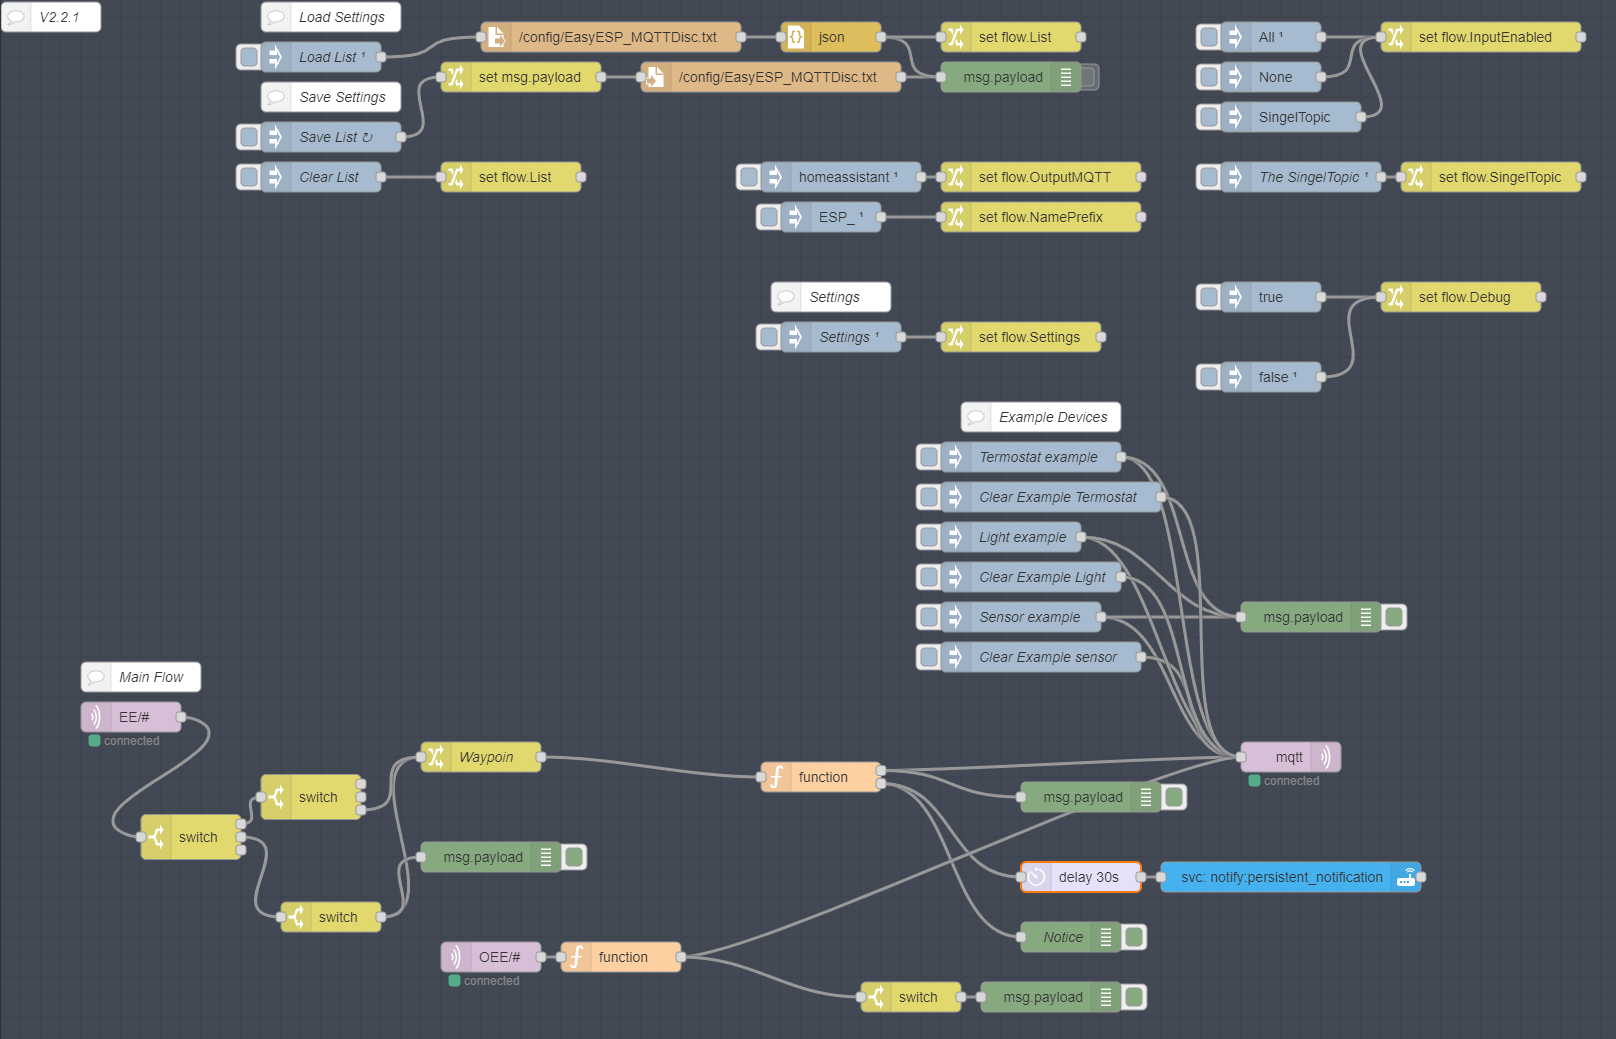 V2.2.1
Load Settings
Load List ¹
/config/EasyESP_MQTTDisc.txt
json
set flow.List
set msg.payload
/config/EasyESP_MQTTDisc.txt
msg.payload
Save Settings
Save List ↻
Clear List
set flow.List
All ¹
set flow.InputEnabled
None
SingelTopic
homeassistant ¹
set flow.OutputMQTT
The SingelTopic ¹
set flow.SingelTopic
ESP_ ¹
set flow.NamePrefix
Settings
Settings ¹
set flow.Settings
true
set flow.Debug
false ¹
Example Devices
Termostat example
Clear Example Termostat
Light example
Clear Example Light
Sensor example
msg.payload
Clear Example sensor
Main Flow
EE/#
connected
Waypoin
function
mqtt
connected
switch
msg.payload
switch
msg.payload
delay 30s
svc: notify:persistent_notification
switch
Notice
OEE/#
connected
function
switch
msg.payload